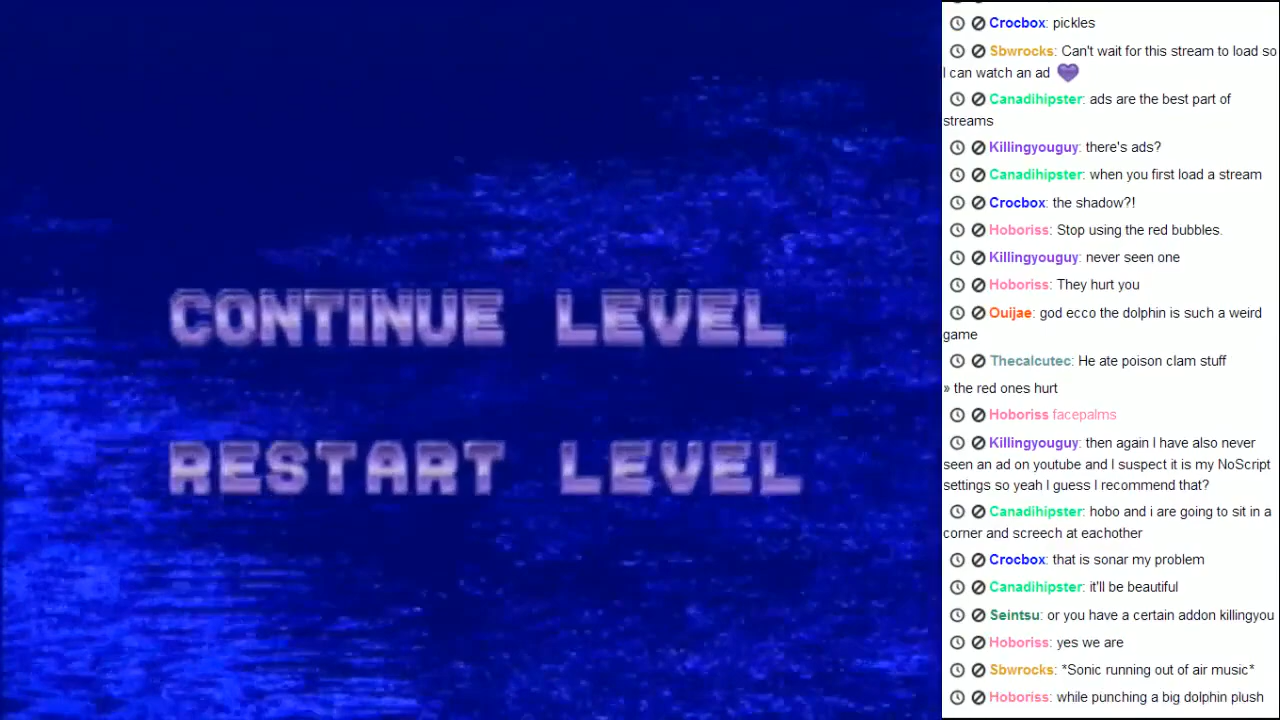 CONTINUE LEVEL
RESTART LEVEL
Crocbox: pickles
Sbwrocks: Can't wait for this stream to load so
I can watch an ad
Canadihipster: ads are the best part of
streams
Killingyouguy: there's ads?
Canadihipster: when you first load a stream
Crocbox: the shadow?!
Hoboriss: Stop using the red bubbles.
Killingyouguy: never seen one
Hoboriss: They hurt you
Ouijae: god ecco the dolphin is such a weird
game
Thecalcutec: He ate poison clam stuff
» the red ones hurt
Hoboriss facepalms
Killingyouguy: then again I have also never
seen an ad on youtube and I suspect it is my NoScript
settings so yeah I guess I recommend that?
Canadihipster: hobo and i are going to sit in a
corner and screech at eachother
Crocbox: that is sonar my problem
Canadihipster: it'll be beautiful
Seintsu: or you have a certain addon killingyou
Hoboriss: yes we are
Sbwrocks: *Sonic running out of air music*
Hoboriss: while punching a big dolphin plush